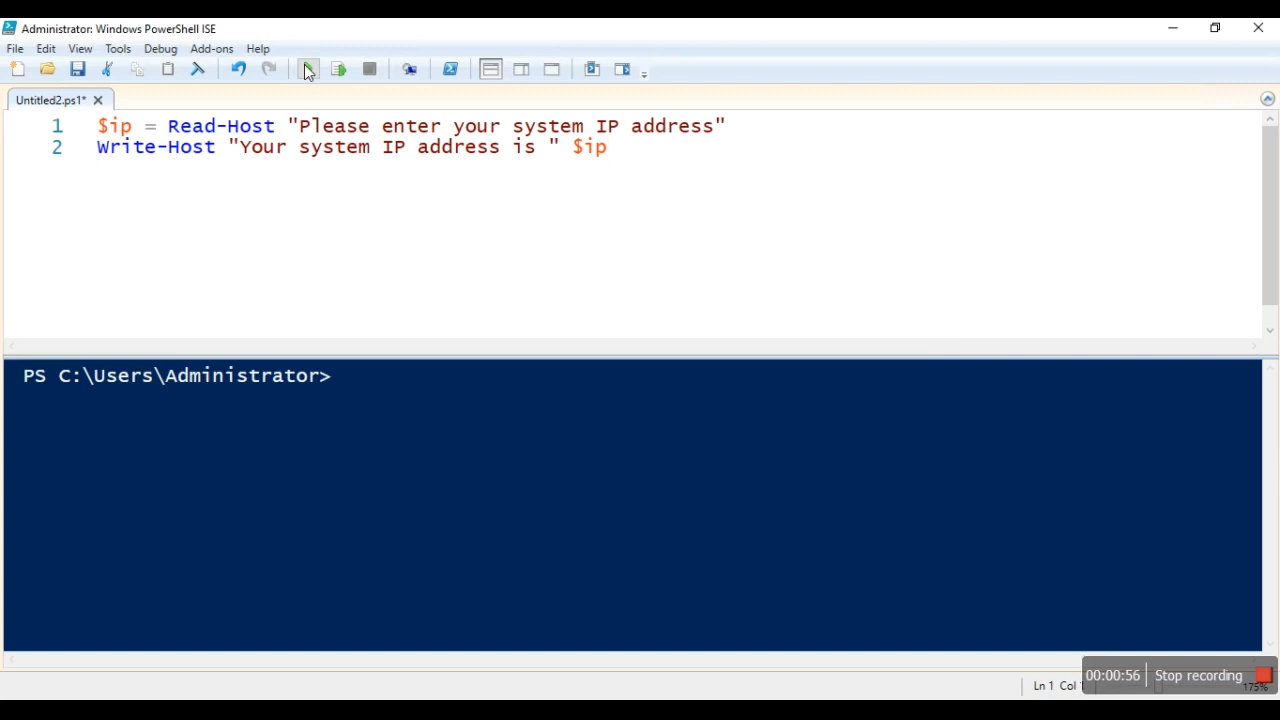 Administrator: Windows PowerShell ISE
File Edit View Tools Debug Add-ons Help
Untitled2.ps1*
1 $ip = Read-Host "Please enter your system IP address"
2 Write-Host "Your system IP address is " $ip
PS C:\Users\Administrator>
00:00:56 Stop recording
Ln 1 Col 175%